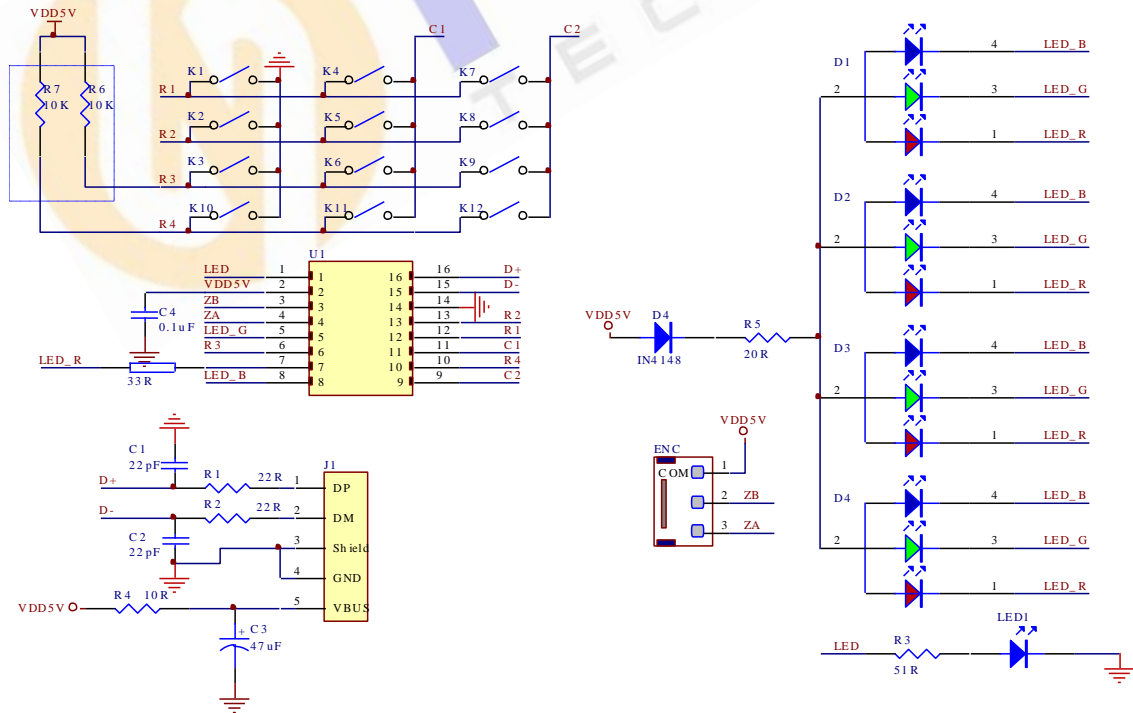 VDD5V
C1
C2
R7
10K
R6
10K
K1
K4
K7
R1
K2
K5
K8
R2
K3
K6
K9
R3
K10
K11
K12
R4
U1
LED 1 1 16 16 D+
VDD5V 2 2 15 15 D-
ZB 3 3 14 14
ZA 4 4 13 13 R2
LED_G 5 5 12 12 R1
R3 6 6 11 11 C1
LED_R 7 7 10 10 R4
LED_B 8 8 9 9 C2
C4
0.1uF
33R
C1
22pF
D+
R1 22R
D-
R2 22R
C2
22pF
J1
1 DP
2 DM
3 Shield
4 GND
5 VBUS
VDD5V
R4 10R
+ C3
47uF
VDD5V
D4
IN4148
R5
20R
VDD5V
ENC
COM 1
2 ZB
3 ZA
D1
4 LED_B
2 3 LED_G
1 LED_R
D2
4 LED_B
2 3 LED_G
1 LED_R
D3
4 LED_B
2 3 LED_G
1 LED_R
D4
4 LED_B
2 3 LED_G
1 LED_R
LED1
LED
R3
51R
TEC